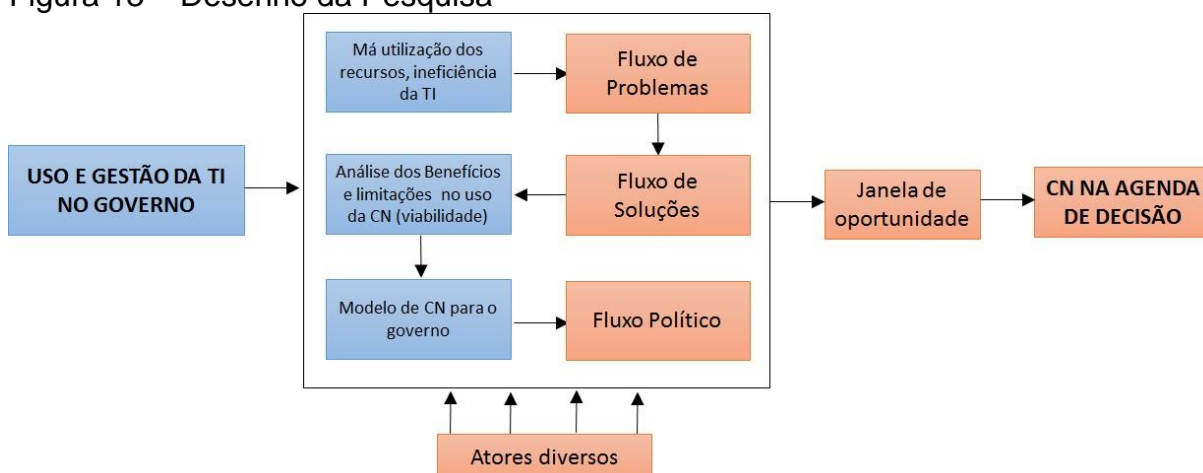 Figura 18 – Desenho da Pesquisa
Má utilização dos
recursos, ineficiência
da TI
Fluxo de
Problemas
USO E GESTÃO DA TI
NO GOVERNO
Análise dos Benefícios
e limitações no uso
da CN (viabilidade)
Fluxo de
Soluções
Janela de
oportunidade
CN NA AGENDA
DE DECISÃO
Modelo de CN para o
governo
Fluxo Político
Atores diversos